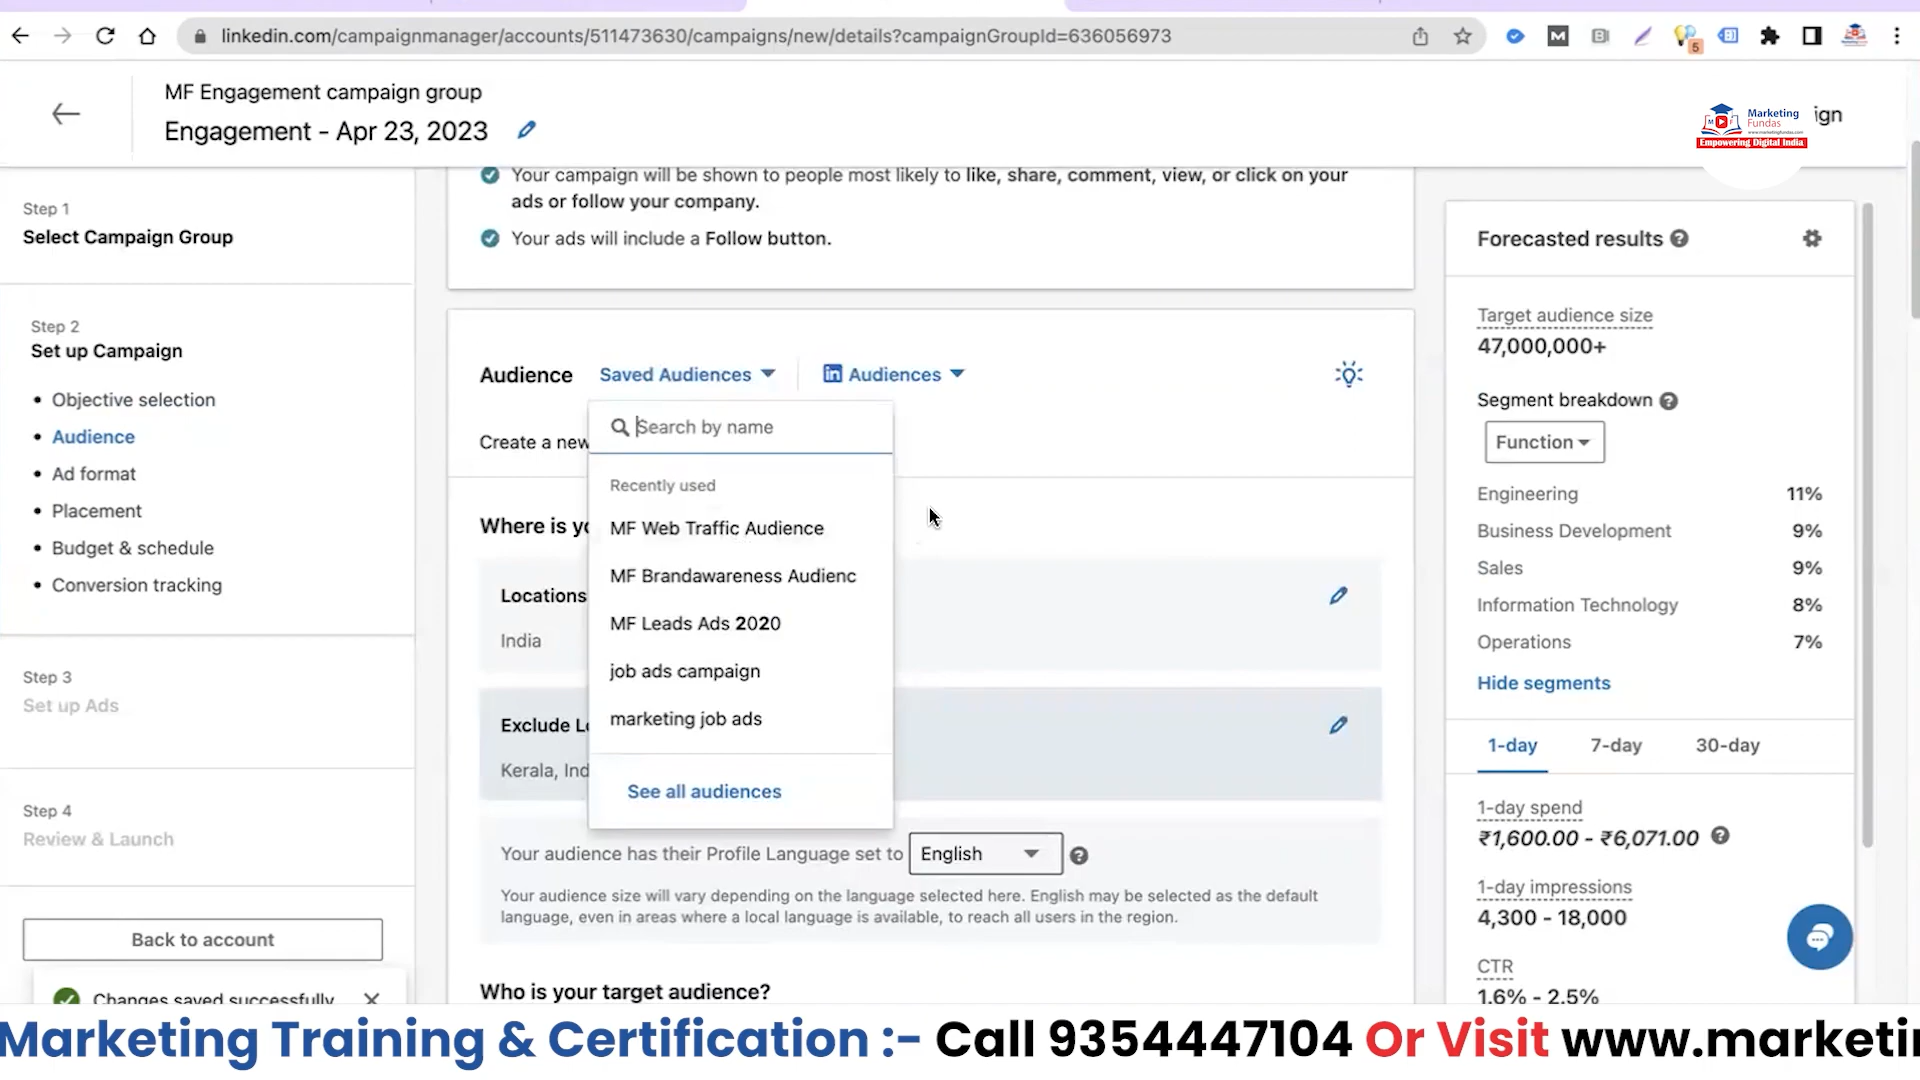 linkedin.com/campaignmanager/accounts/511473630/campaigns/new/details?campaignGroupId=636056973
5
MF Engagement campaign group
Engagement - Apr 23, 2023
Marketing
Fundas
Empowering Digital India
ign
Step 1
Select Campaign Group
Step 2
Set up Campaign
• Objective selection
• Audience
• Ad format
• Placement
• Budget & schedule
• Conversion tracking
Step 3
Set up Ads
Step 4
Review & Launch
Back to account
Changes saved successfully
Your campaign will be shown to people most likely to like, share, comment, view, or click on your
ads or follow your company.
Your ads will include a Follow button.
Audience Saved Audiences Audiences
Create a new
Search by name
Recently used
MF Web Traffic Audience
MF Brandawareness Audienc
MF Leads Ads 2020
job ads campaign
marketing job ads
See all audiences
Where is yo
Locations
India
Exclude Lo
Kerala, Ind
Your audience has their Profile Language set to English
Your audience size will vary depending on the language selected here. English may be selected as the default
language, even in areas where a local language is available, to reach all users in the region.
Who is your target audience?
Forecasted results
Target audience size
47,000,000+
Segment breakdown
Function
Engineering 11%
Business Development 9%
Sales 9%
Information Technology 8%
Operations 7%
Hide segments
1-day 7-day 30-day
1-day spend
₹1,600.00 - ₹6,071.00
1-day impressions
4,300 - 18,000
CTR
1.6% - 2.5%
Marketing Training & Certification :- Call 9354447104 Or Visit www.marketi